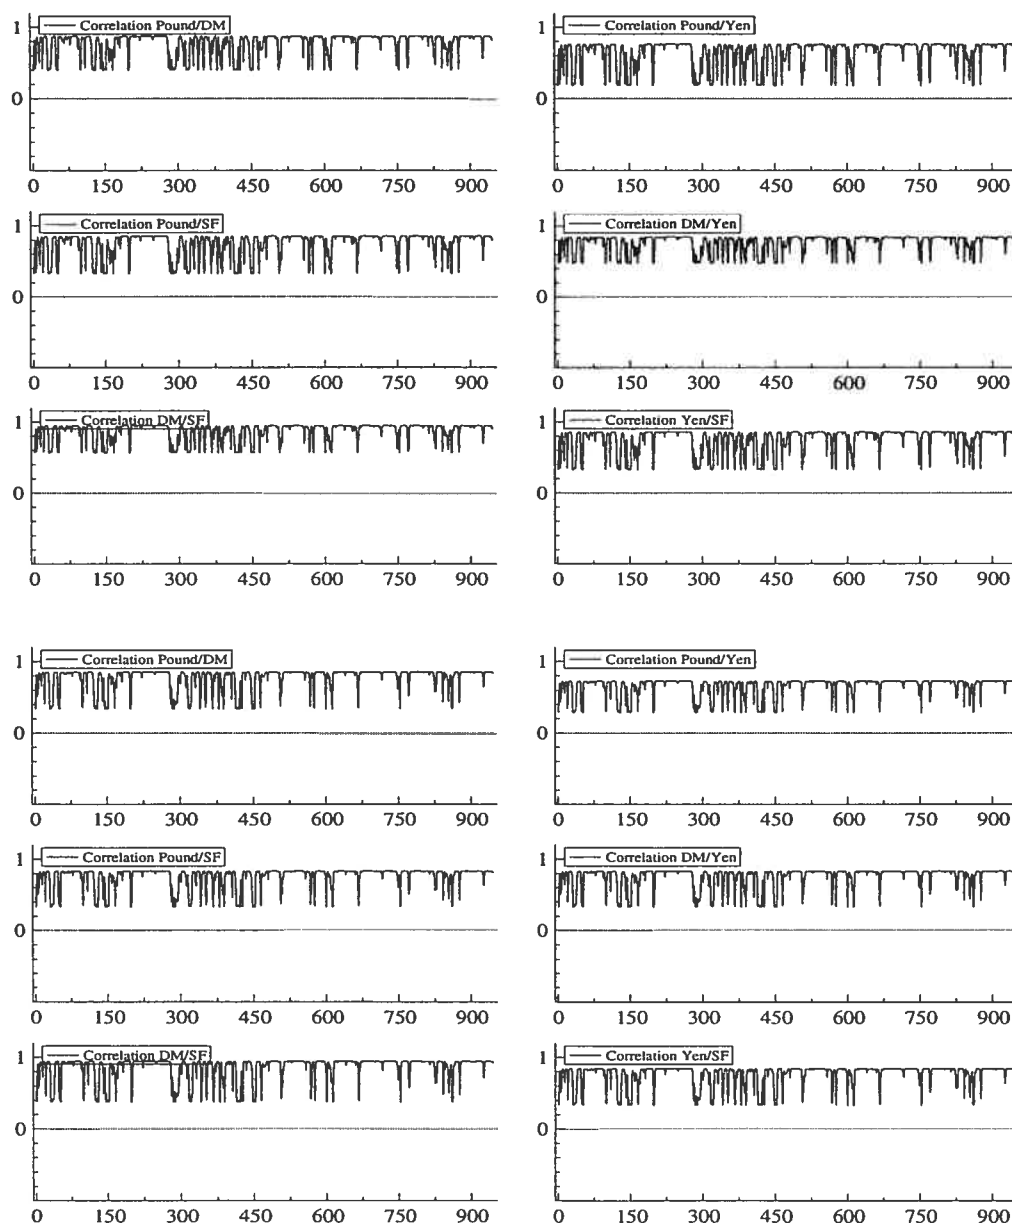 1 Correlation Pound/DM
0
0 150 300 450 600 750 900
1 Correlation Pound/Yen
0
0 150 300 450 600 750 900
1 Correlation Pound/SF
0
0 150 300 450 600 750 900
1 Correlation DM/Yen
0
0 150 300 450 600 750 900
1 Correlation DM/SF
0
0 150 300 450 600 750 900
1 Correlation Yen/SF
0
0 150 300 450 600 750 900
1 Correlation Pound/DM
0
0 150 300 450 600 750 900
1 Correlation Pound/Yen
0
0 150 300 450 600 750 900
1 Correlation Pound/SF
0
0 150 300 450 600 750 900
1 Correlation DM/Yen
0
0 150 300 450 600 750 900
1 Correlation DM/SF
0
0 150 300 450 600 750 900
1 Correlation Yen/SF
0
0 150 300 450 600 750 900